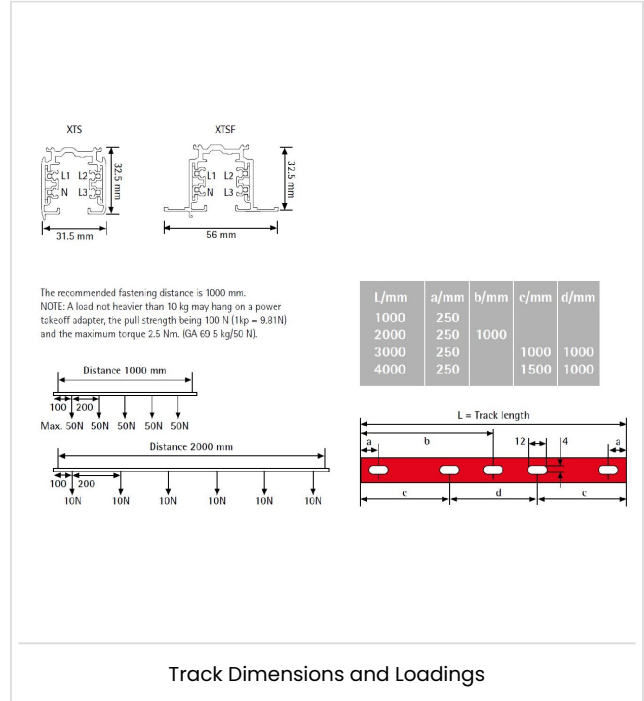 XTS
XTSF
L1 L2
N L3
32.5 mm
31.5 mm
L1 L2
N L3
32.5 mm
56 mm
The recommended fastening distance is 1000 mm.
NOTE: A load not heavier than 10 kg may hang on a power
takeoff adapter, the pull strength being 100 N (1kp = 9.81N)
and the maximum torque 2.5 Nm. (GA 69 5 kg/50 N).
L/mm a/mm b/mm c/mm d/mm
1000 250
2000 250 1000
3000 250 1000 1000
4000 250 1500 1000
Distance 1000 mm
100 200
Max. 50N 50N 50N 50N 50N
Distance 2000 mm
100 200
10N 10N 10N 10N 10N 10N
L = Track length
a b 12 4 a
c d c
Track Dimensions and Loadings